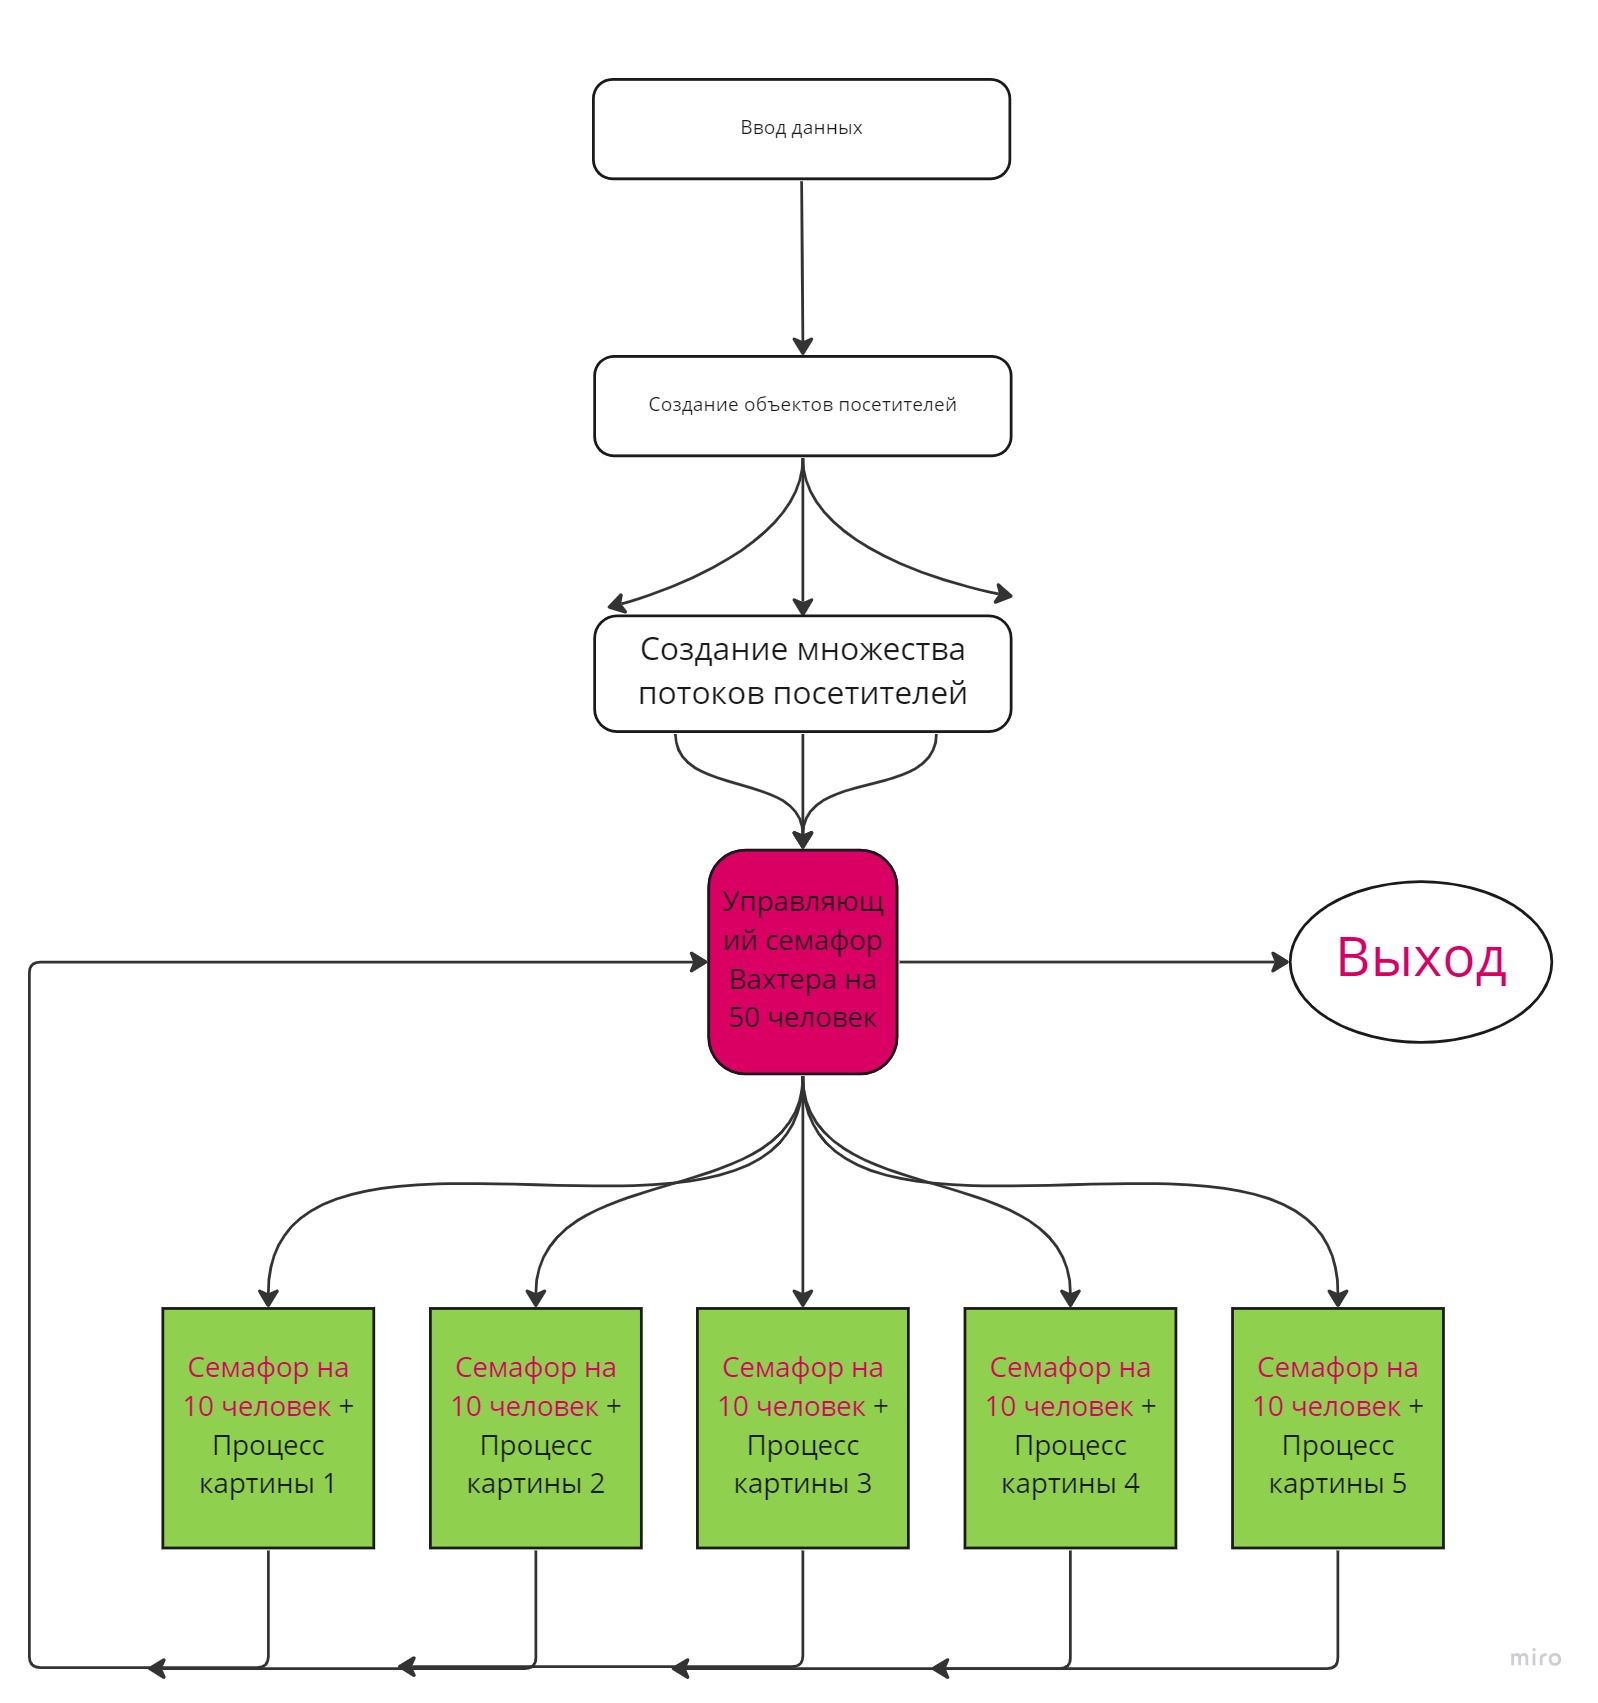 Ввод данных
Создание объектов посетителей
Создание множества
потоков посетителей
Управляющ
ий семафор
Вахтера на
50 человек
Выход
Семафор на
10 человек +
Процесс
картины 1
Семафор на
10 человек +
Процесс
картины 2
Семафор на
10 человек +
Процесс
картины 3
Семафор на
10 человек +
Процесс
картины 4
Семафор на
10 человек +
Процесс
картины 5
miro